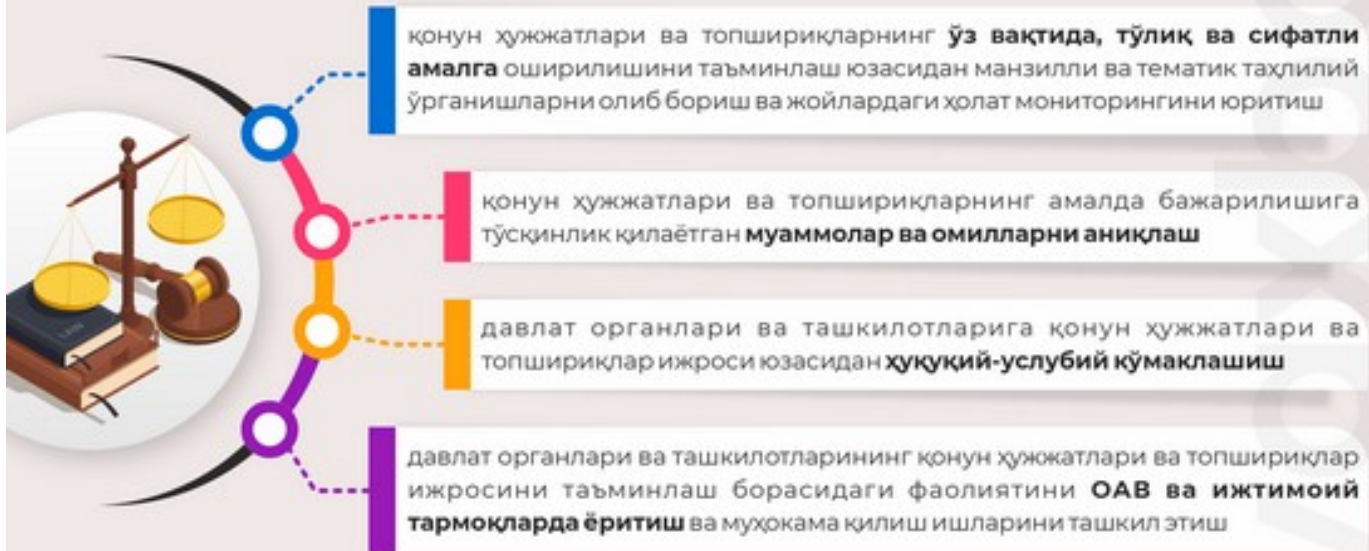 қонун ҳужжатлари ва топшириқларнинг ўз вақтида, тўлиқ ва сифатли
амалга оширилишини таъминлаш юзасидан манзилли ва тематик таҳлилий
ўрганишларни олиб бориш ва жойлардаги ҳолат мониторингини юритиш
қонун ҳужжатлари ва топшириқларнинг амалда бажарилишига
тўсқинлик қилаётган муаммолар ва омилларни аниқлаш
давлат органлари ва ташкилотларига қонун ҳужжатлари ва
топшириқлар ижроси юзасидан ҳуқуқий-услубий кўмаклашиш
давлат органлари ва ташкилотларининг қонун ҳужжатлари ва топшириқлар
ижросини таъминлаш борасидаги фаолиятини ОАВ ва ижтимоий
тармоқларда ёритиш ва муҳокама қилиш ишларини ташкил этиш
LAW